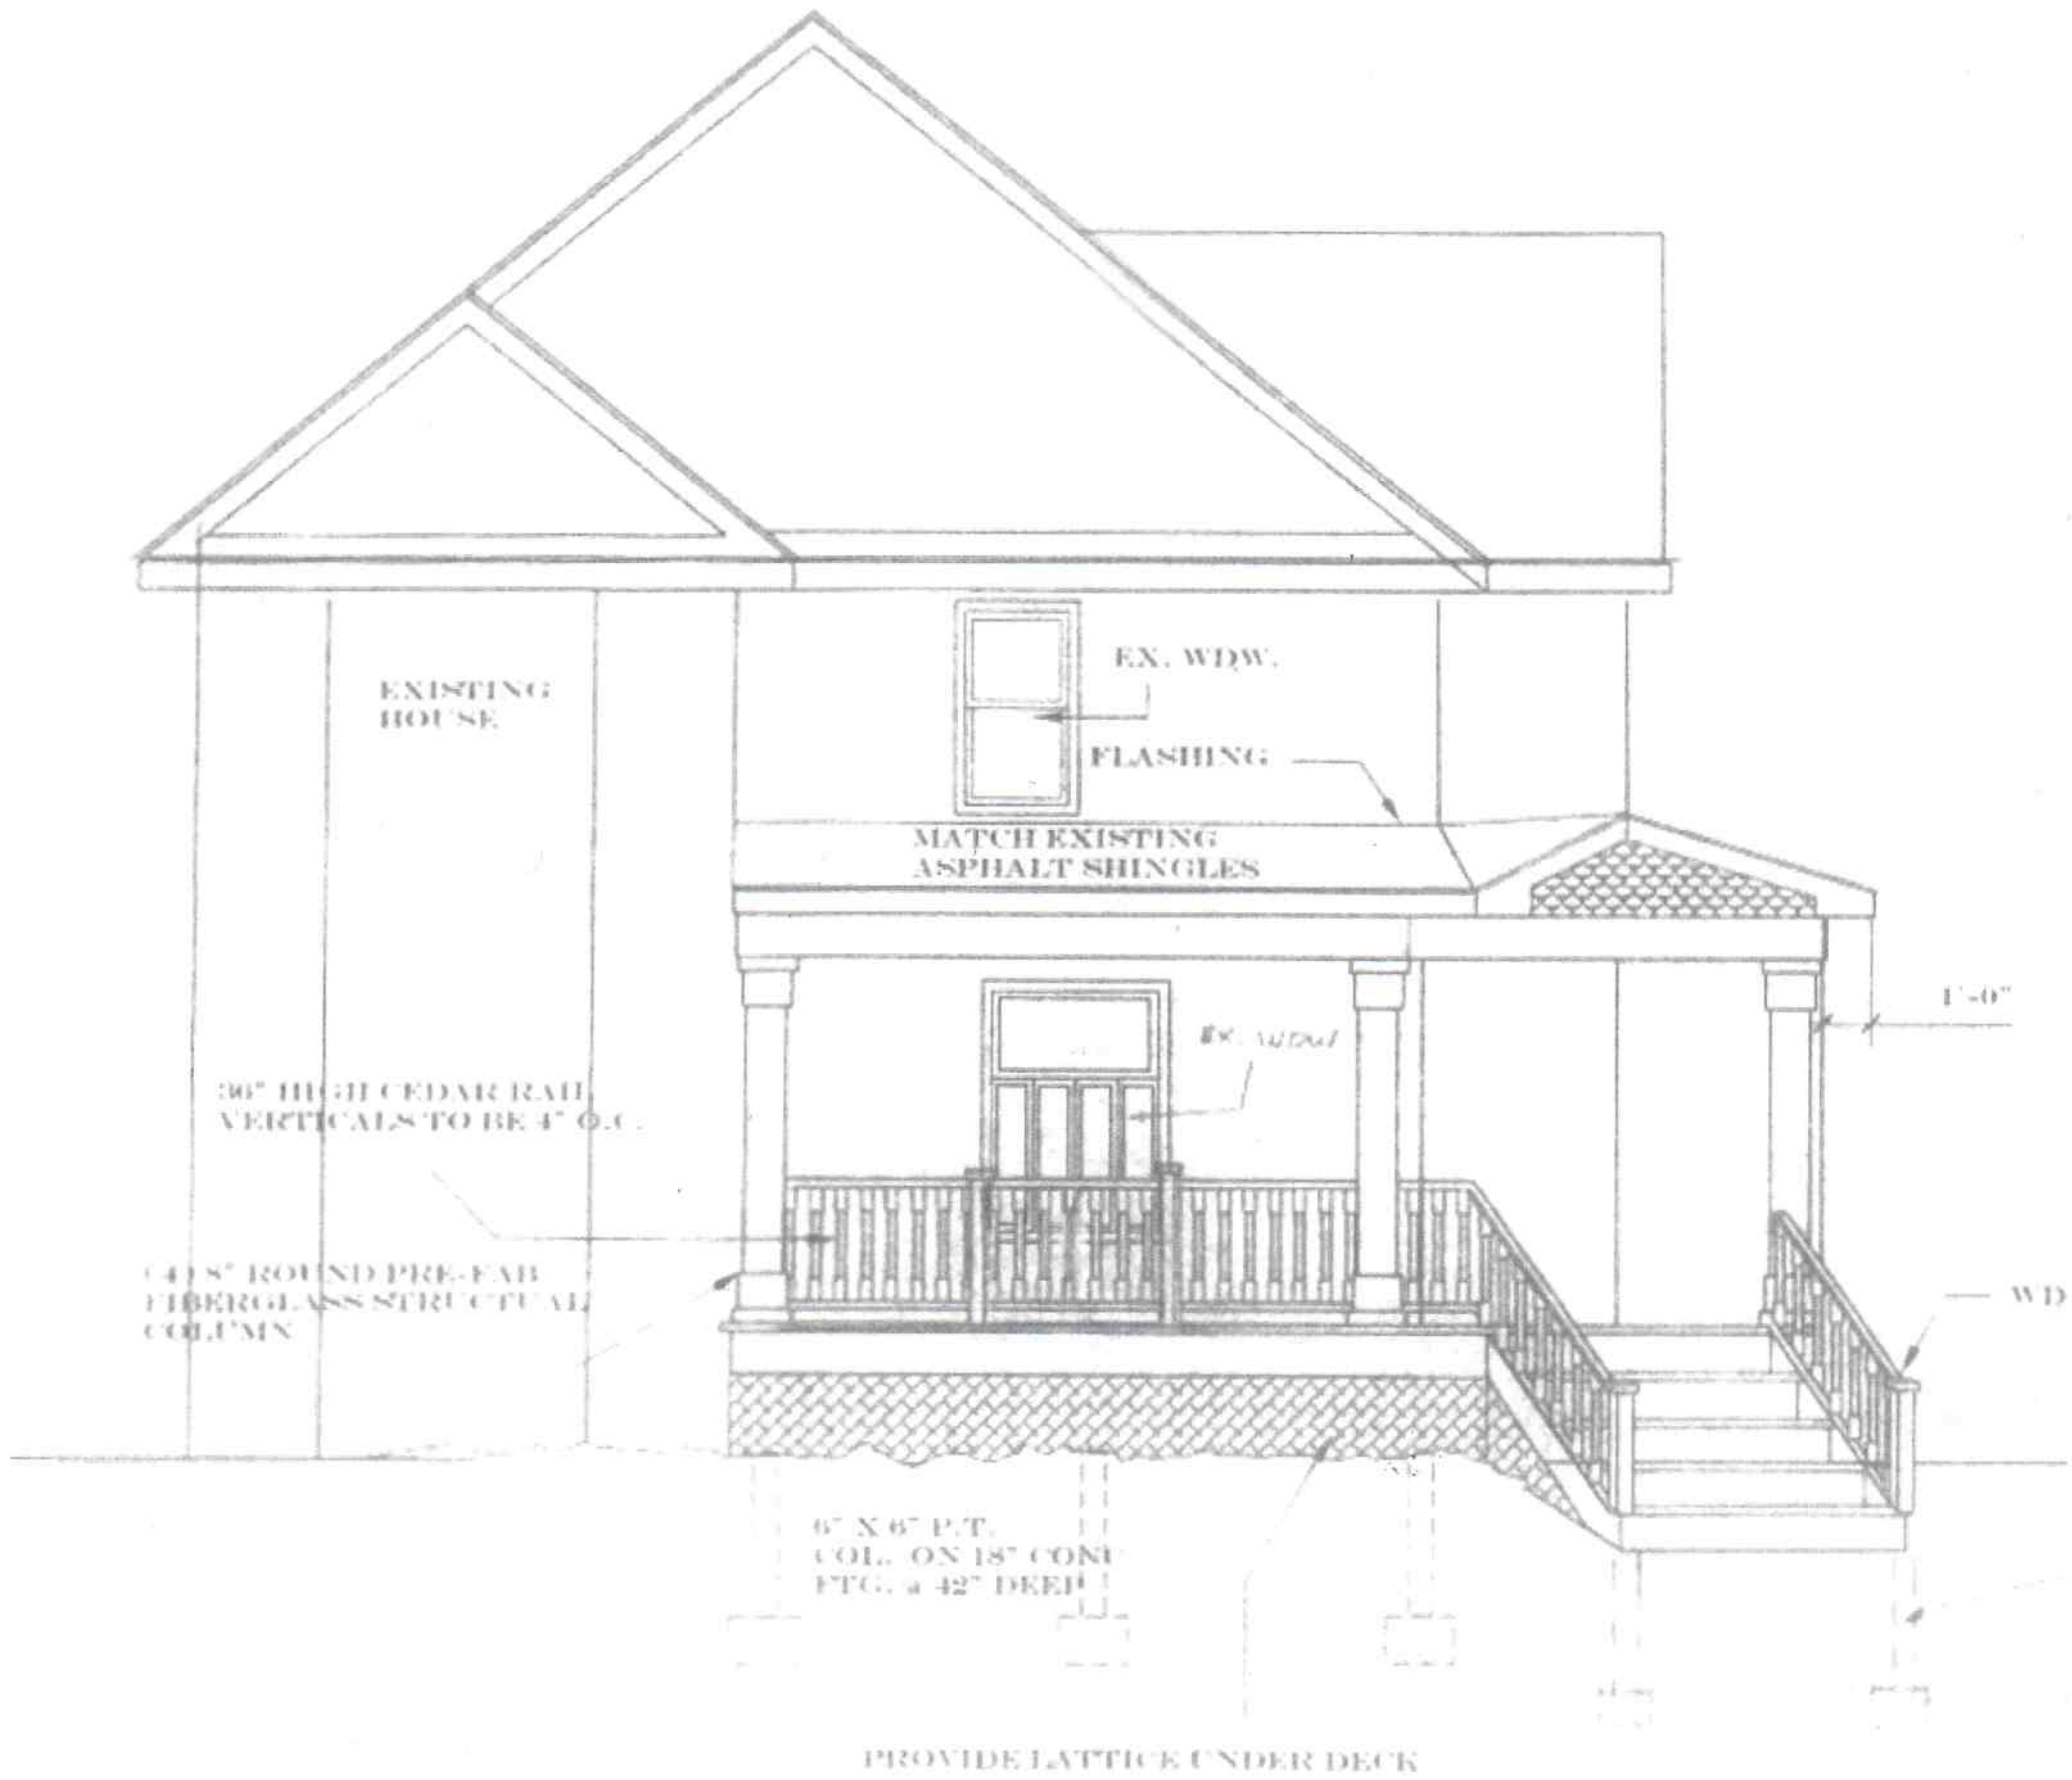 EX. WDW.
EXISTING
HOUSE
FLASHING
MATCH EXISTING
ASPHALT SHINGLES
1'-0"
36" HIGH CEDAR RAIL
VERTICALS TO BE 4" O.C.
(4) 8" ROUND PRE-FAB
FIBERGLASS STRUCTUAL
COLUMN
WD
6" X 6" P.T.
COL. ON 18" CONC
FTG. @ 42" DEEP
PROVIDE LATTICE UNDER DECK